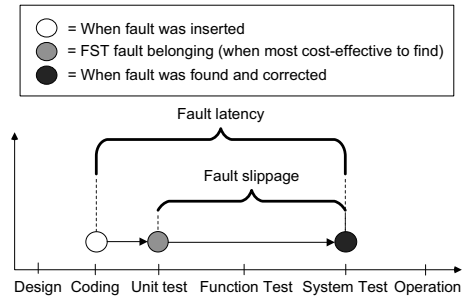 = When fault was inserted
= FST fault belonging (when most cost-effective to find)
= When fault was found and corrected
Fault latency
Fault slippage
Design Coding Unit test Function Test System Test Operation